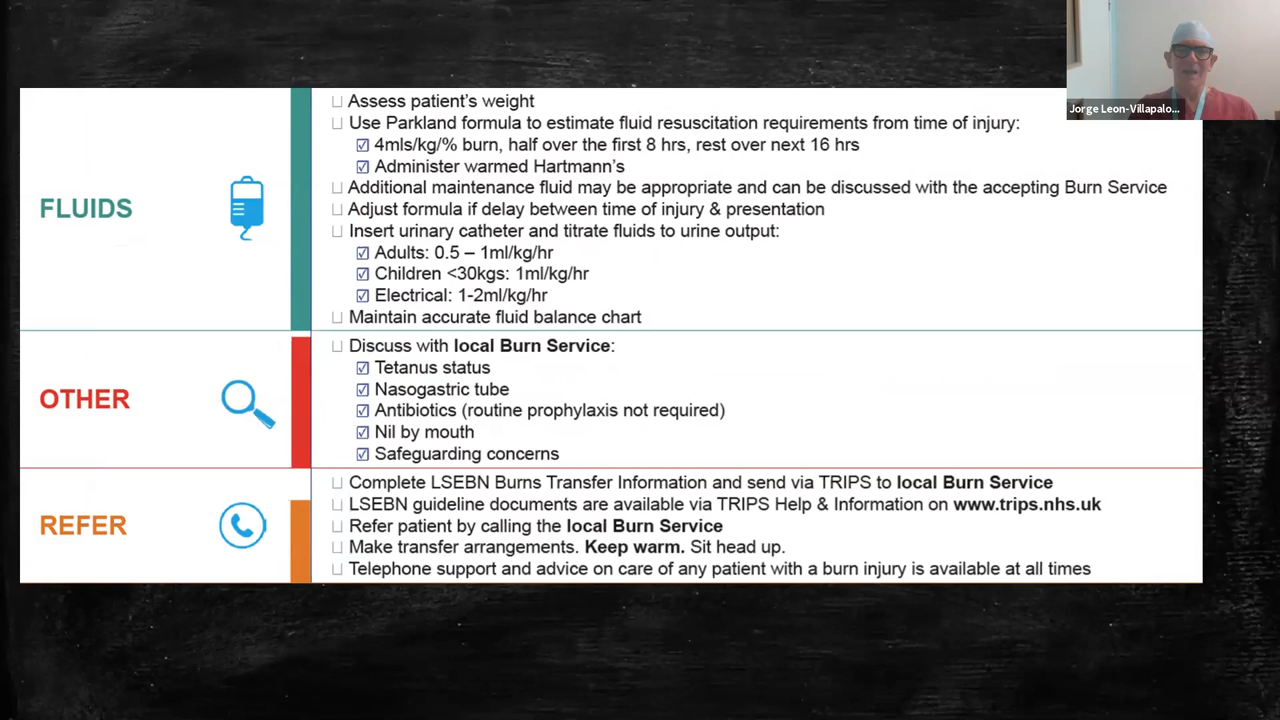 Jorge Leon-Villapalo...
FLUIDS
☐ Assess patient's weight
☐ Use Parkland formula to estimate fluid resuscitation requirements from time of injury:
☑ 4mls/kg/% burn, half over the first 8 hrs, rest over next 16 hrs
☑ Administer warmed Hartmann's
☐ Additional maintenance fluid may be appropriate and can be discussed with the accepting Burn Service
☐ Adjust formula if delay between time of injury & presentation
☐ Insert urinary catheter and titrate fluids to urine output:
☑ Adults: 0.5 – 1ml/kg/hr
☑ Children <30kgs: 1ml/kg/hr
☑ Electrical: 1-2ml/kg/hr
☐ Maintain accurate fluid balance chart
OTHER
☐ Discuss with local Burn Service:
☑ Tetanus status
☑ Nasogastric tube
☑ Antibiotics (routine prophylaxis not required)
☑ Nil by mouth
☑ Safeguarding concerns
REFER
☐ Complete LSEBN Burns Transfer Information and send via TRIPS to local Burn Service
☐ LSEBN guideline documents are available via TRIPS Help & Information on www.trips.nhs.uk
☐ Refer patient by calling the local Burn Service
☐ Make transfer arrangements. Keep warm. Sit head up.
☐ Telephone support and advice on care of any patient with a burn injury is available at all times